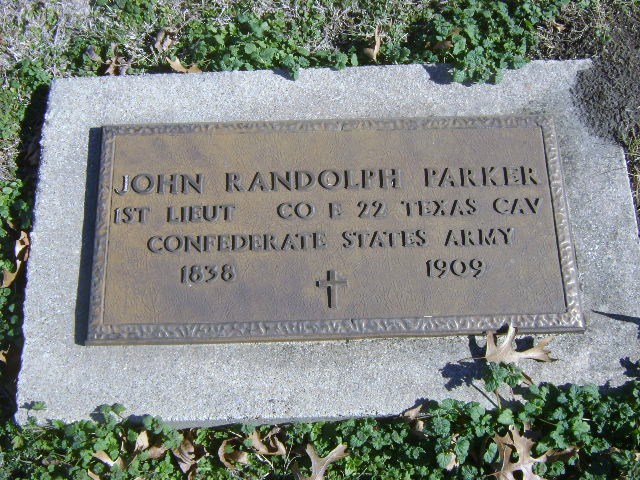 JOHN RANDOLPH PARKER
1ST LIEUT CO E 22 TEXAS CAV
CONFEDERATE STATES ARMY
1838 1909